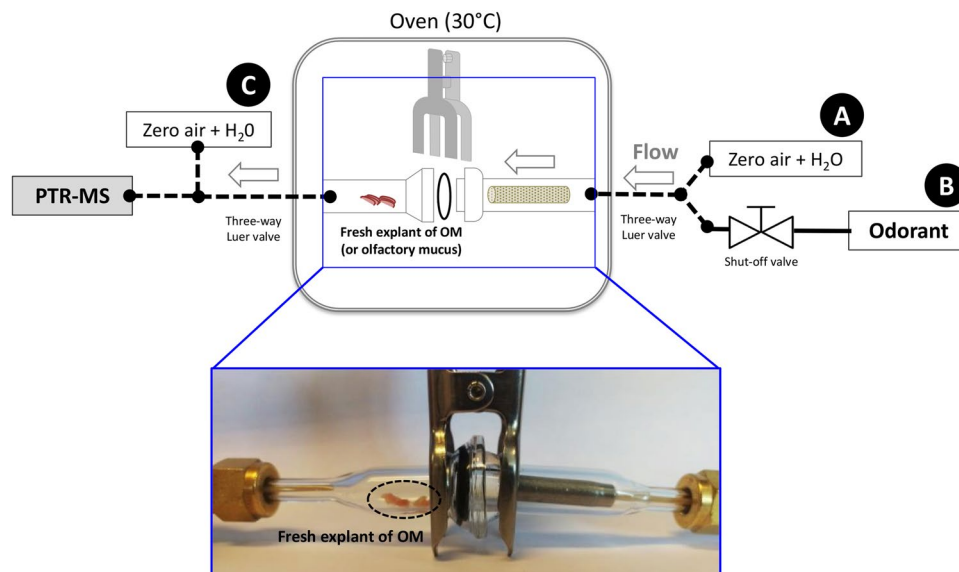 Oven (30°C)
C
Zero air + H₂0
A
Zero air + H₂O
Flow
B
PTR-MS
Three-way
Luer valve
Fresh explant of OM
(or olfactory mucus)
Three-way
Luer valve
Odorant
Shut-off valve
Fresh explant of OM